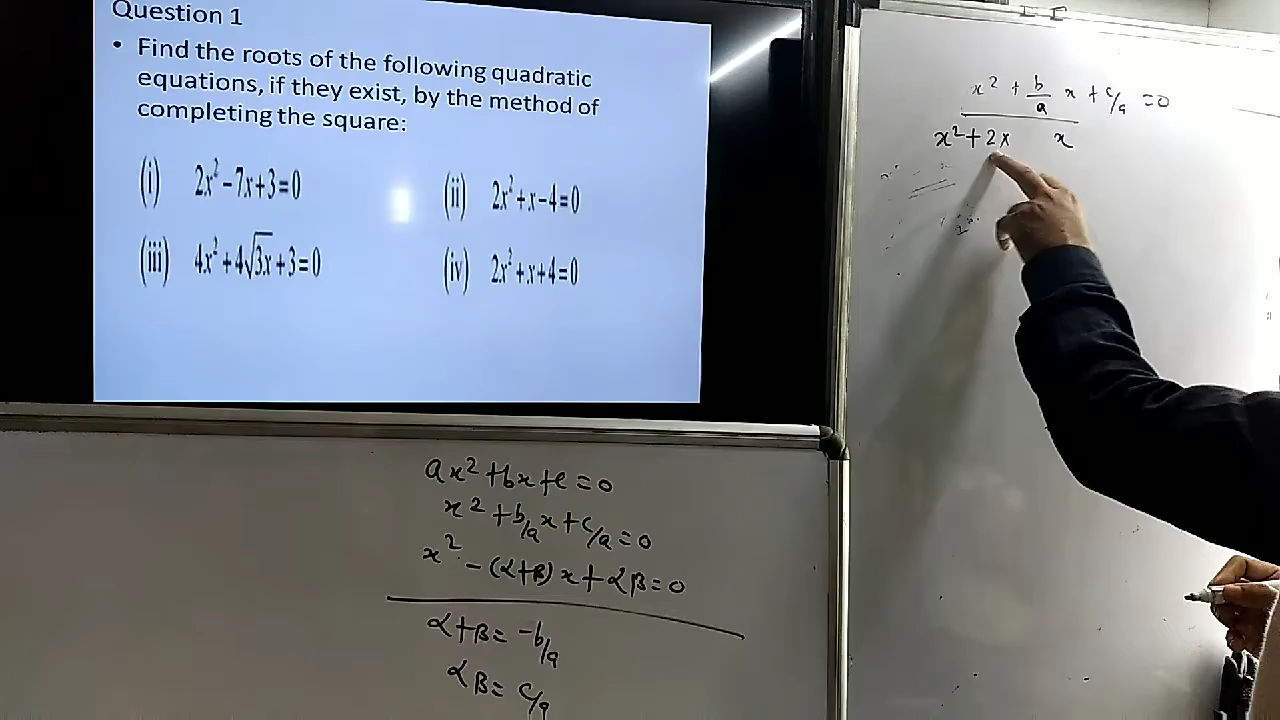 Question 1
• Find the roots of the following quadratic
equations, if they exist, by the method of
completing the square:
(i) 2x² – 7x + 3 = 0
(ii) 2x² + x – 4 = 0
(iii) 4x² + 4√3x + 3 = 0
(iv) 2x² + x + 4 = 0
x² + b/a x + c/a = 0
x² + 2x x
ax² + bx + c = 0
x² + b/a x + c/a = 0
x² - (α+β) x + αβ = 0
α+β = -b/a
αβ = c/a